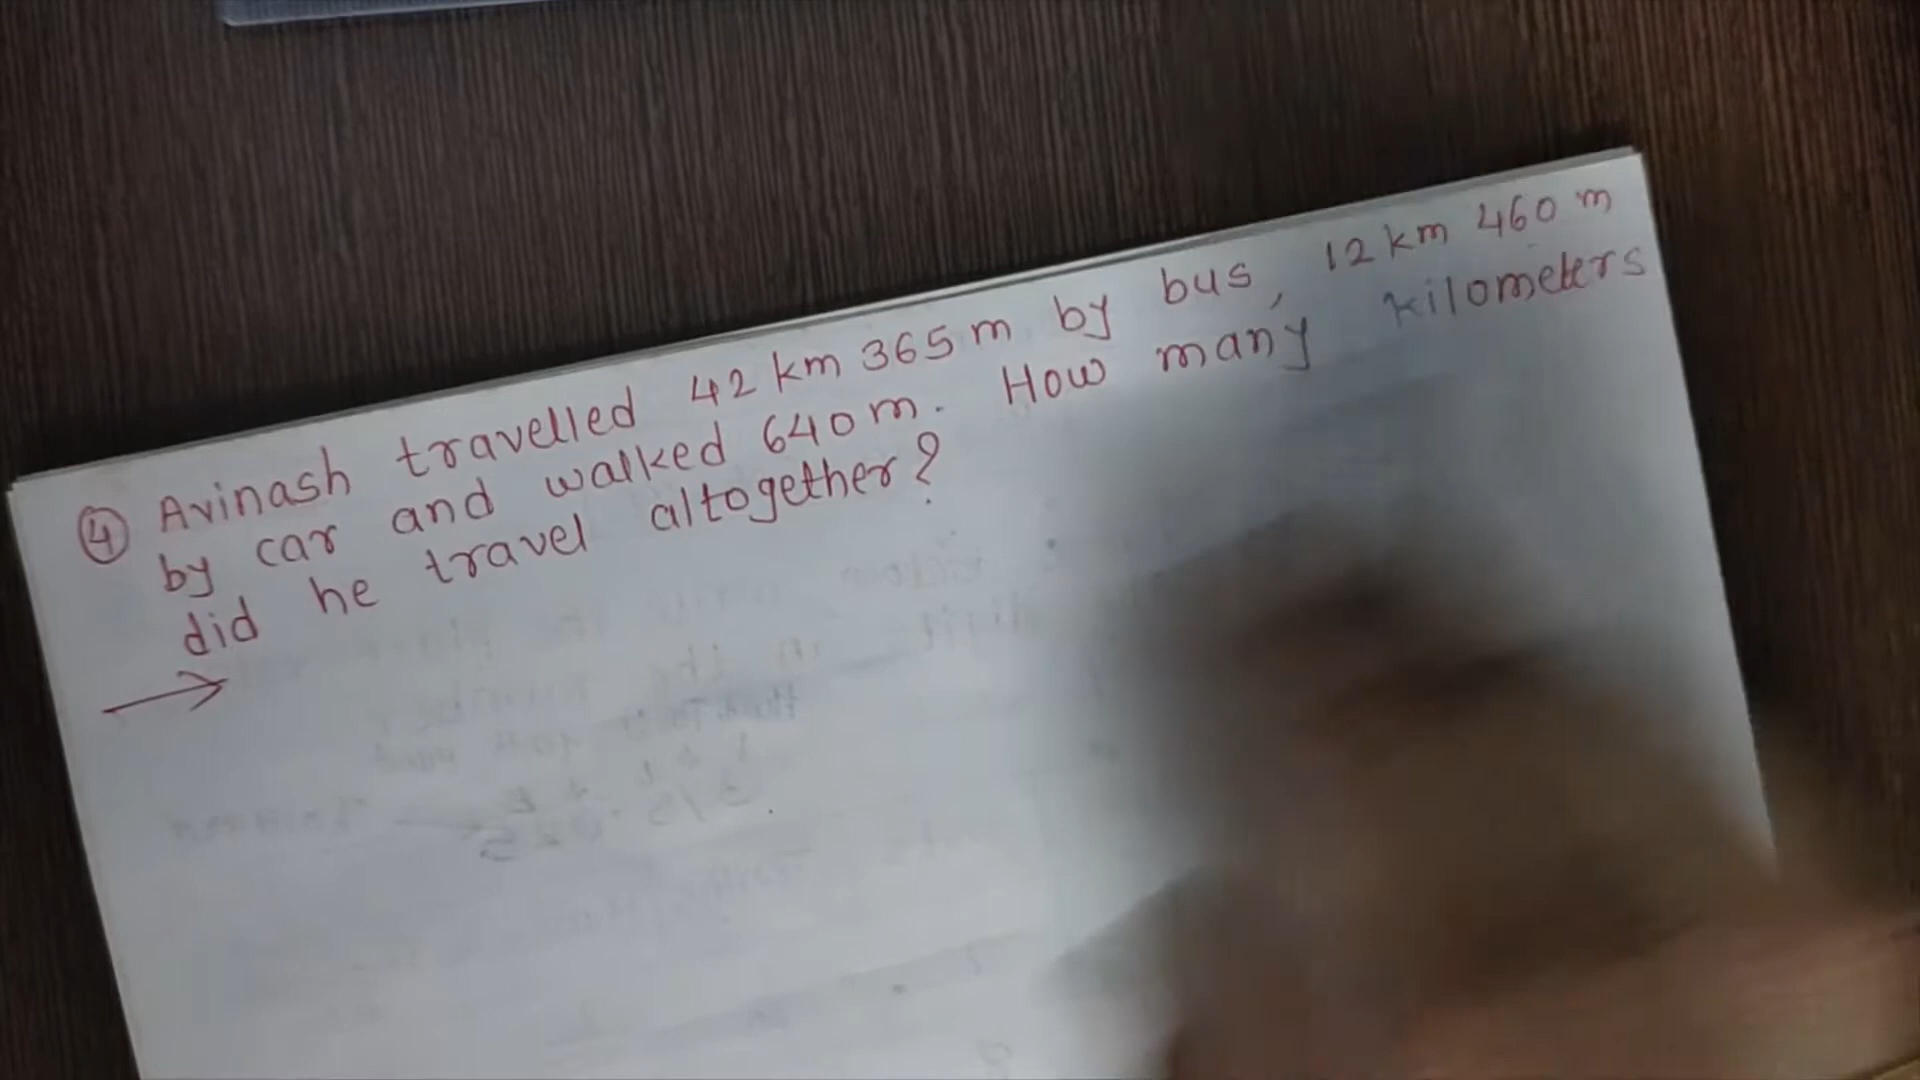 ④ Avinash travelled 42 km 365 m by bus, 12 km 460 m
by car and walked 640 m. How many kilometers
did he travel altogether?